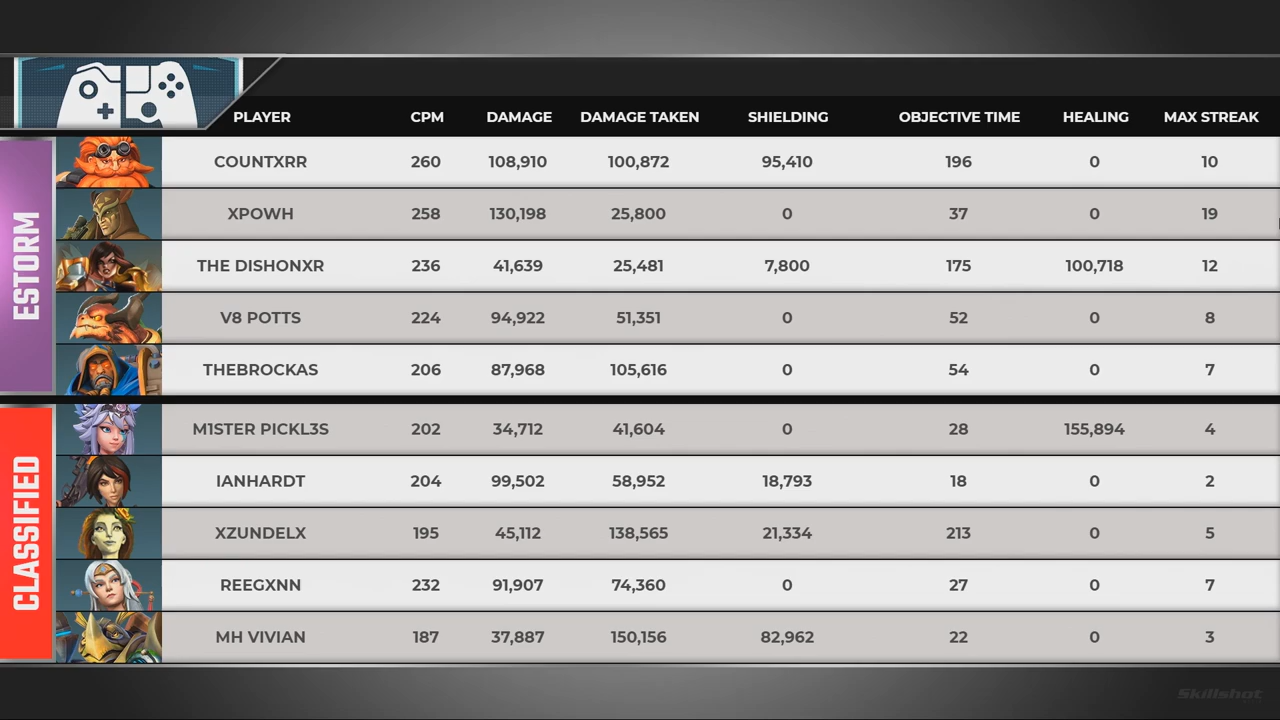 PLAYER CPM DAMAGE DAMAGE TAKEN SHIELDING OBJECTIVE TIME HEALING MAX STREAK
ESTORM
COUNTXRR 260 108,910 100,872 95,410 196 0 10
XPOWH 258 130,198 25,800 0 37 0 19
THE DISHONXR 236 41,639 25,481 7,800 175 100,718 12
V8 POTTS 224 94,922 51,351 0 52 0 8
THEBROCKAS 206 87,968 105,616 0 54 0 7
CLASSIFIED
M1STER PICKL3S 202 34,712 41,604 0 28 155,894 4
IANHARDT 204 99,502 58,952 18,793 18 0 2
XZUNDELX 195 45,112 138,565 21,334 213 0 5
REEGXNN 232 91,907 74,360 0 27 0 7
MH VIVIAN 187 37,887 150,156 82,962 22 0 3
Skillshot